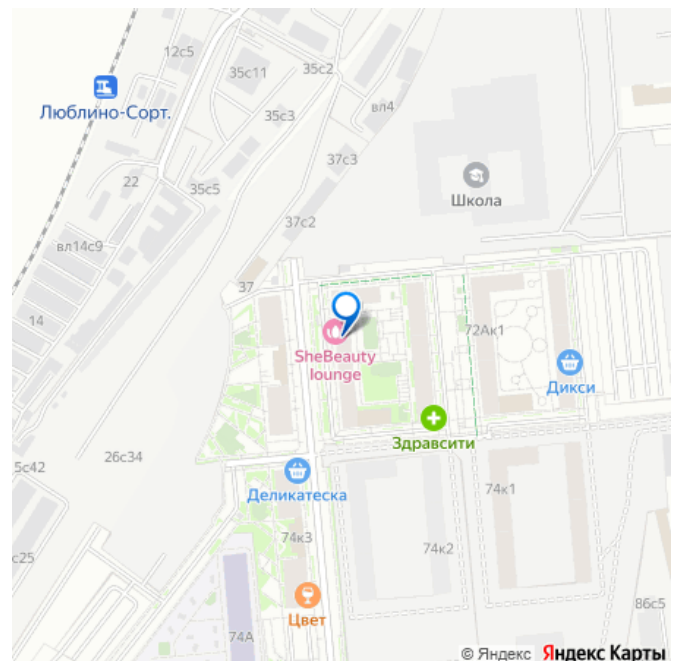 12с5
35с11
35с2
Люблино-Сорт.
35с3
вл4
37с3
22
35с5
Школа
37с2
вл14с9
37
14
SheBeauty
lounge
72Ак1
Дикси
Здравсити
5с42
26с34
Деликатеска
74к1
74к3
74к2
с25
Цвет
86с5
74А
© Яндекс Яндекс Карты